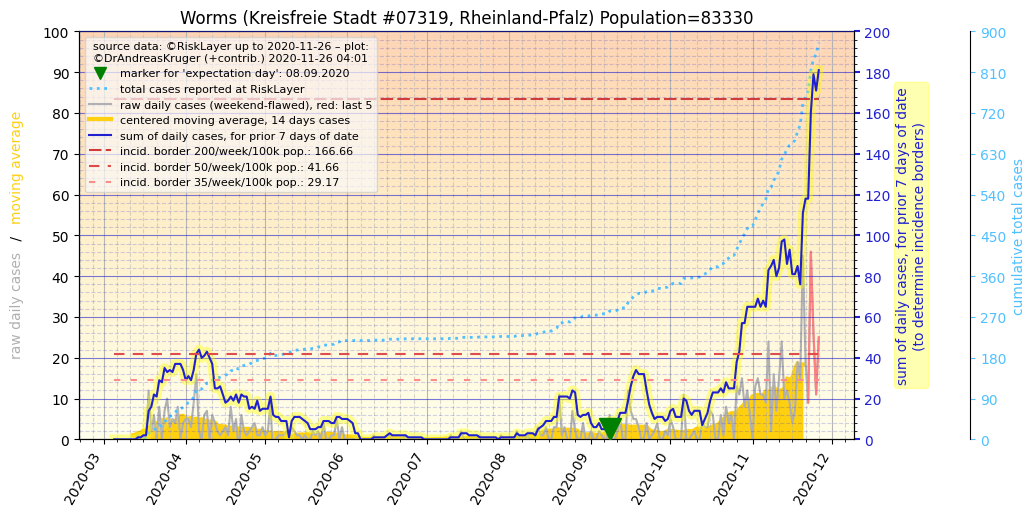 Worms (Kreisfreie Stadt #07319, Rheinland-Pfalz) Population=83330
source data: ©RiskLayer up to 2020-11-26 – plot:
©DrAndreasKruger (+contrib.) 2020-11-26 04:01
marker for 'expectation day': 08.09.2020
total cases reported at RiskLayer
raw daily cases (weekend-flawed), red: last 5
centered moving average, 14 days cases
sum of daily cases, for prior 7 days of date
incid. border 200/week/100k pop.: 166.66
incid. border 50/week/100k pop.: 41.66
incid. border 35/week/100k pop.: 29.17
raw daily cases / moving average
100
90
80
70
60
50
40
30
20
10
0
200
180
160
140
120
100
80
60
40
20
0
sum of daily cases, for prior 7 days of date
(to determine incidence borders)
900
810
720
630
540
450
360
270
180
90
0
cumulative total cases
2020-03
2020-04
2020-05
2020-06
2020-07
2020-08
2020-09
2020-10
2020-11
2020-12